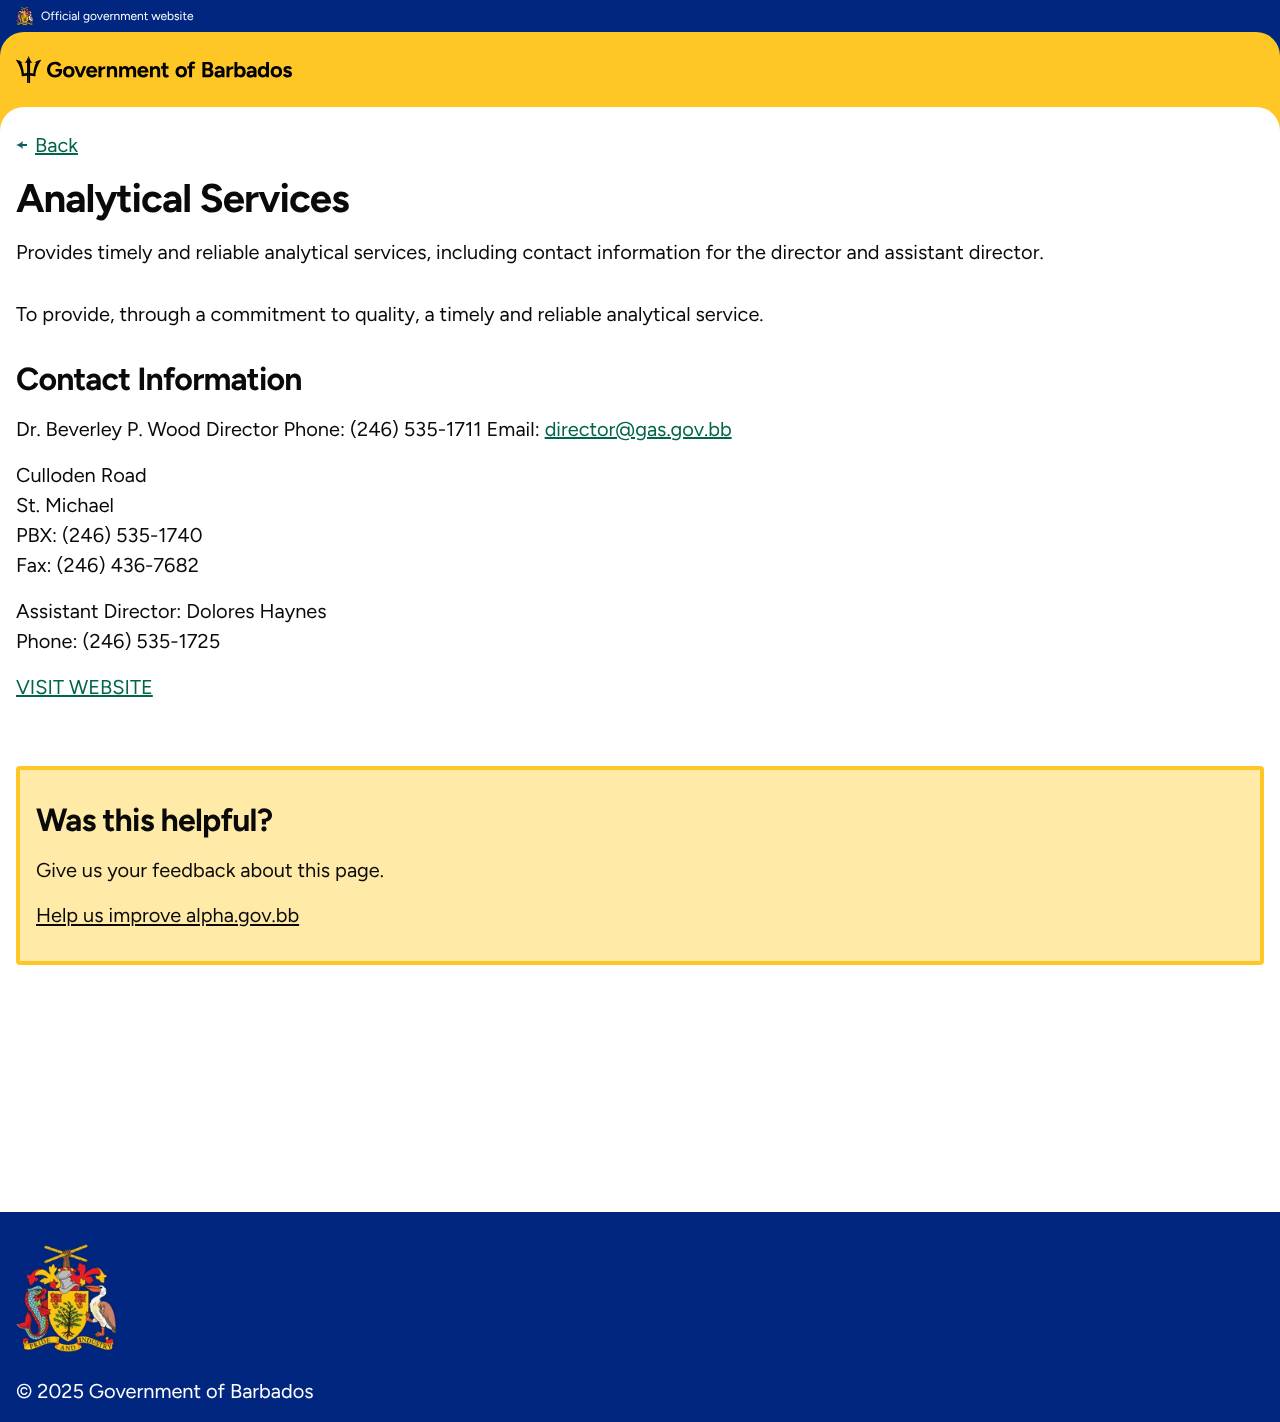 Official government website
Government of Barbados
Back
Analytical Services
Provides timely and reliable analytical services, including contact information for the director and assistant director.
To provide, through a commitment to quality, a timely and reliable analytical service.
Contact Information
Dr. Beverley P. Wood Director Phone: (246) 535-1711 Email: director@gas.gov.bb
Culloden Road
St. Michael
PBX: (246) 535-1740
Fax: (246) 436-7682
Assistant Director: Dolores Haynes
Phone: (246) 535-1725
VISIT WEBSITE
Was this helpful?
Give us your feedback about this page.
Help us improve alpha.gov.bb
PRIDE AND INDUSTRY
© 2025 Government of Barbados